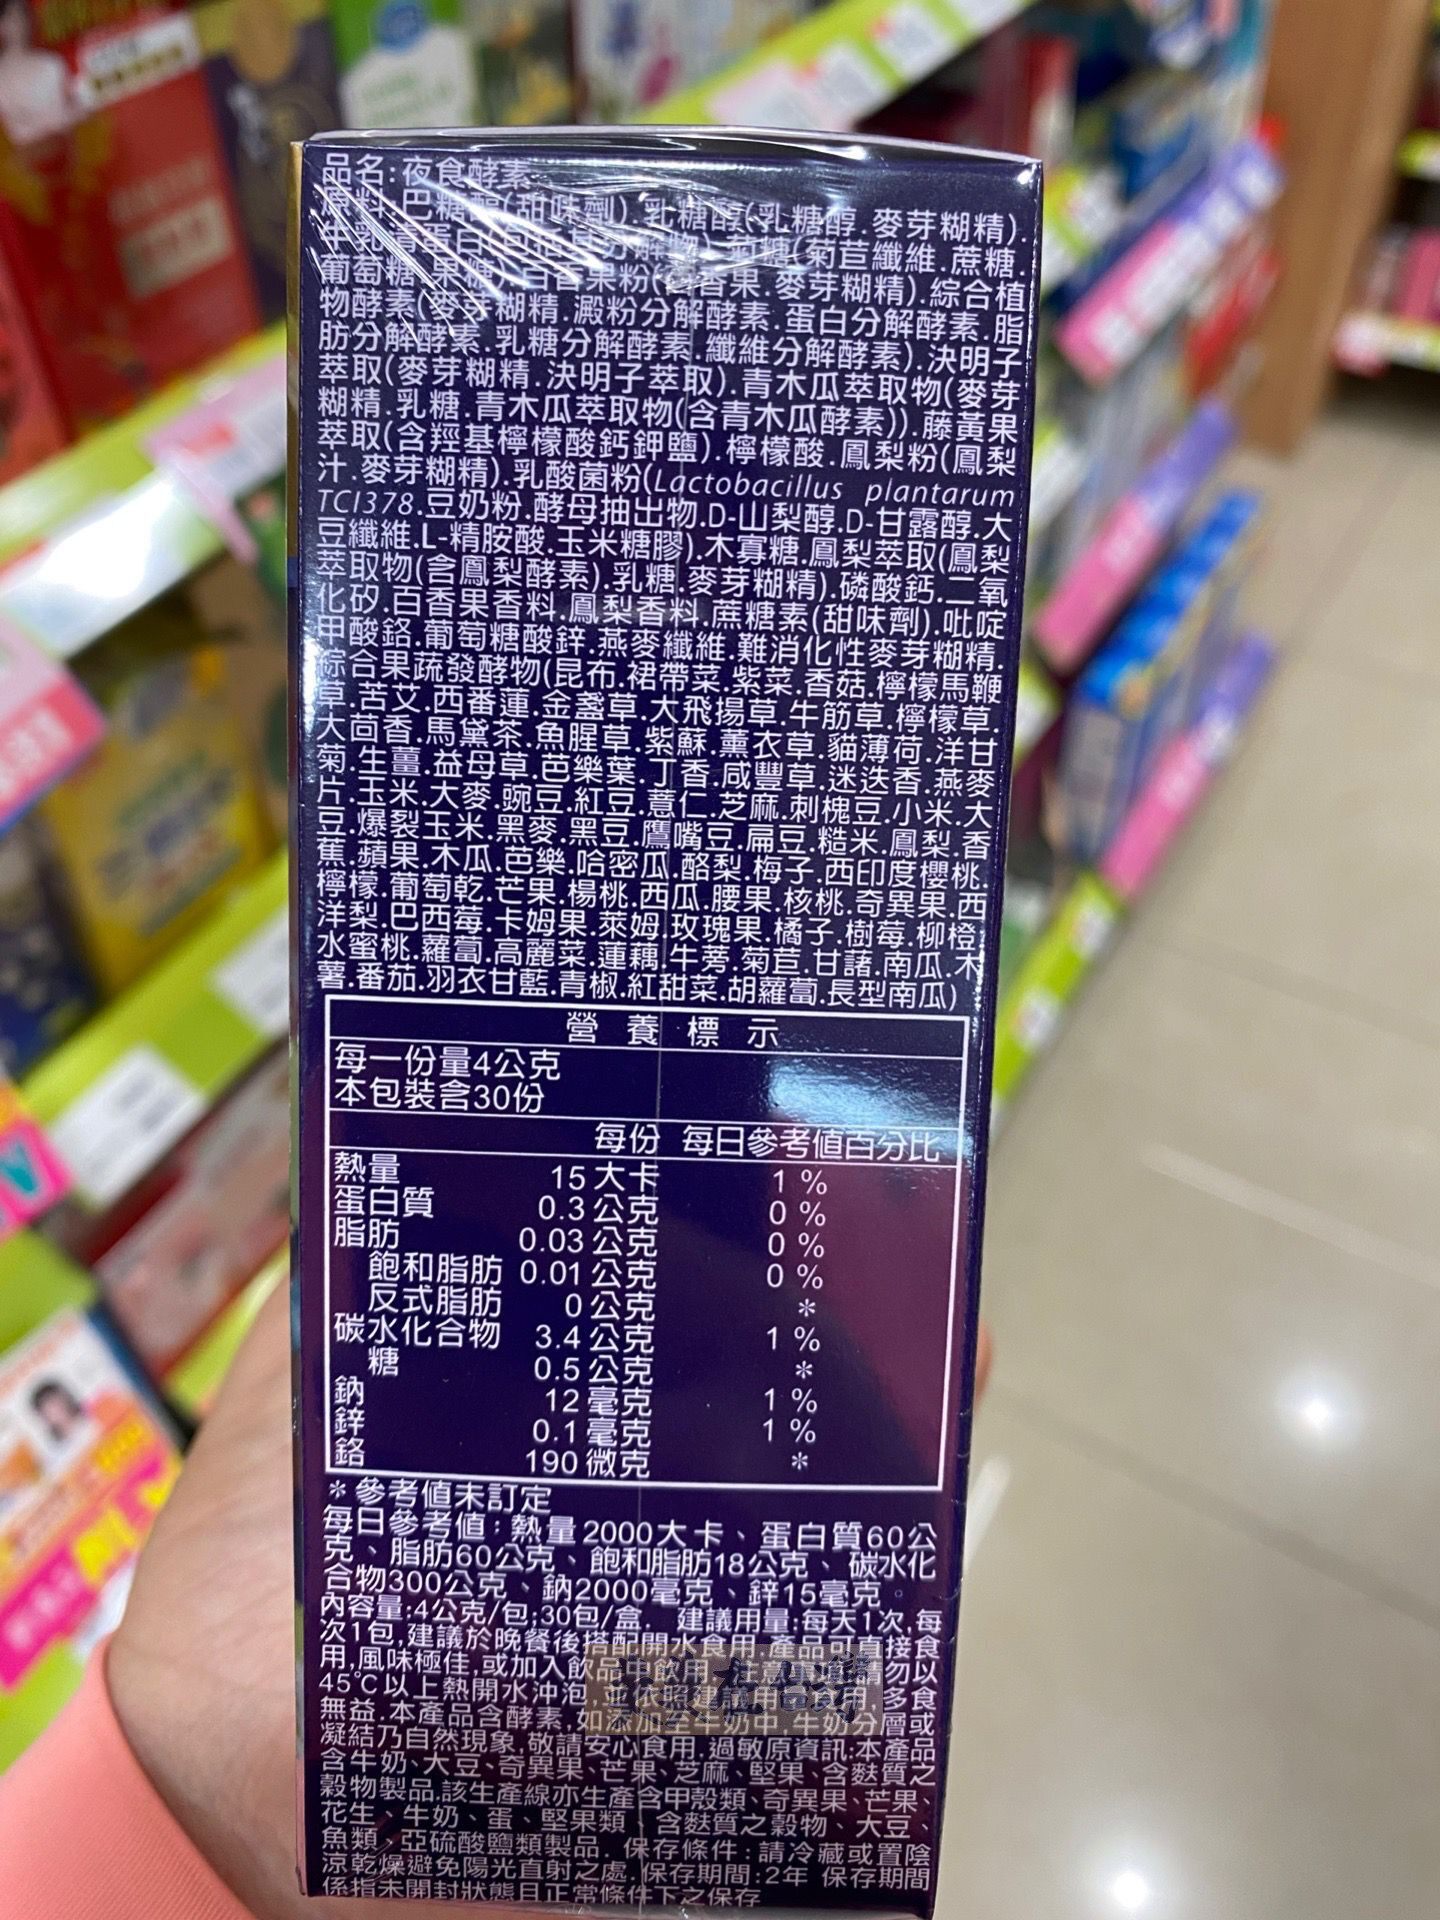 品名:夜食酵素
原料:巴糖醇(甜味劑).乳糖醇(乳糖醇.麥芽糊精).
菊糖(菊苣纖維.蔗糖.
葡萄糖.果糖).百香果粉(百香果.麥芽糊精).綜合植
物酵素(麥芽糊精.澱粉分解酵素.蛋白分解酵素.脂
肪分解酵素.乳糖分解酵素.纖維分解酵素).決明子
萃取(麥芽糊精.決明子萃取).青木瓜萃取物(麥芽
糊精.乳糖.青木瓜萃取物(含青木瓜酵素)).藤黃果
萃取(含羥基檸檬酸鈣鉀鹽).檸檬酸.鳳梨粉(鳳梨
汁.麥芽糊精).乳酸菌粉(Lactobacillus plantarum
TCI378.豆奶粉.酵母抽出物.D-山梨醇.D-甘露醇.大
豆纖維.L-精胺酸.玉米糖膠).木寡糖.鳳梨萃取(鳳梨
萃取物(含鳳梨酵素).乳糖.麥芽糊精).磷酸鈣.二氧
化矽.百香果香料.鳳梨香料.蔗糖素(甜味劑).吡啶
甲酸鉻.葡萄糖酸鋅.燕麥纖維.難消化性麥芽糊精.
綜合果蔬發酵物(昆布.裙帶菜.紫菜.香菇.檸檬馬鞭
草.苦艾.西番蓮.金盞草.大飛揚草.牛筋草.檸檬草.
大茴香.馬黛茶.魚腥草.紫蘇.薰衣草.貓薄荷.洋甘
菊.生薑.益母草.芭樂葉.丁香.咸豐草.迷迭香.燕麥
片.玉米.大麥.豌豆.紅豆.薏仁.芝麻.刺槐豆.小米.大
豆.爆裂玉米.黑麥.黑豆.鷹嘴豆.扁豆.糙米.鳳梨.香
蕉.蘋果.木瓜.芭樂.哈密瓜.酪梨.梅子.西印度櫻桃.
檸檬.葡萄乾.芒果.楊桃.西瓜.腰果.核桃.奇異果.西
洋梨.巴西莓.卡姆果.萊姆.玫瑰果.橘子.樹莓.柳橙.
水蜜桃.蘿蔔.高麗菜.蓮藕.牛蒡.菊苣.甘藷.南瓜.木
薯.番茄.羽衣甘藍.青椒.紅甜菜.胡蘿蔔.長型南瓜)
營養標示
每一份量4公克
本包裝含30份
每份 每日參考值百分比
熱量 15大卡 1%
蛋白質 0.3公克 0%
脂肪 0.03公克 0%
飽和脂肪 0.01公克 0%
反式脂肪 0公克 *
碳水化合物 3.4公克 1%
糖 0.5公克 *
鈉 12毫克 1%
鋅 0.1毫克 1%
鉻 190微克 *
*參考值未訂定
每日參考值：熱量2000大卡、蛋白質60公
克、脂肪60公克、飽和脂肪18公克、碳水化
合物300公克、鈉2000毫克、鋅15毫克。
內容量:4公克/包;30包/盒. 建議用量:每天1次,每
次1包,建議於晚餐後搭配開水食用.產品可直接食
用,風味極佳,或加入飲品中飲用.注意事項:請勿以
45℃以上熱開水沖泡,並依照建議用量食用,多食
無益.本產品含酵素,如添加至牛奶中,牛奶分層或
凝結乃自然現象,敬請安心食用.過敏原資訊:本產品
含牛奶、大豆、奇異果、芒果、芝麻、堅果、含麩質之
穀物製品,該生產線亦生產含甲殼類、奇異果、芒果、
花生、牛奶、蛋、堅果類、含麩質之穀物、大豆、
魚類、亞硫酸鹽類製品. 保存條件:請冷藏或置陰
涼乾燥避免陽光直射之處.保存期間:2年 保存期間
係指未開封狀態且正常條件下之保存